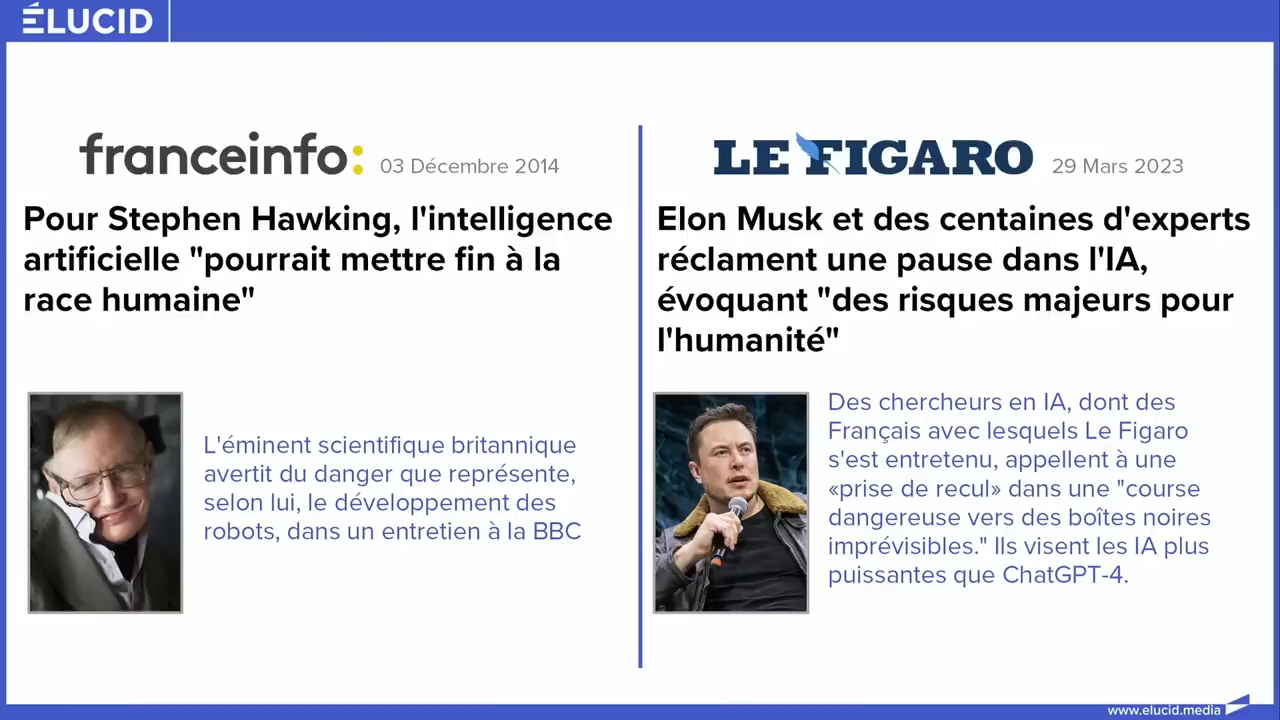 ÉLUCID
franceinfo: 03 Décembre 2014
Pour Stephen Hawking, l'intelligence
artificielle "pourrait mettre fin à la
race humaine"
L'éminent scientifique britannique
avertit du danger que représente,
selon lui, le développement des
robots, dans un entretien à la BBC
LE FIGARO 29 Mars 2023
Elon Musk et des centaines d'experts
réclament une pause dans l'IA,
évoquant "des risques majeurs pour
l'humanité"
Des chercheurs en IA, dont des
Français avec lesquels Le Figaro
s'est entretenu, appellent à une
«prise de recul» dans une "course
dangereuse vers des boîtes noires
imprévisibles." Ils visent les IA plus
puissantes que ChatGPT-4.
www.elucid.media